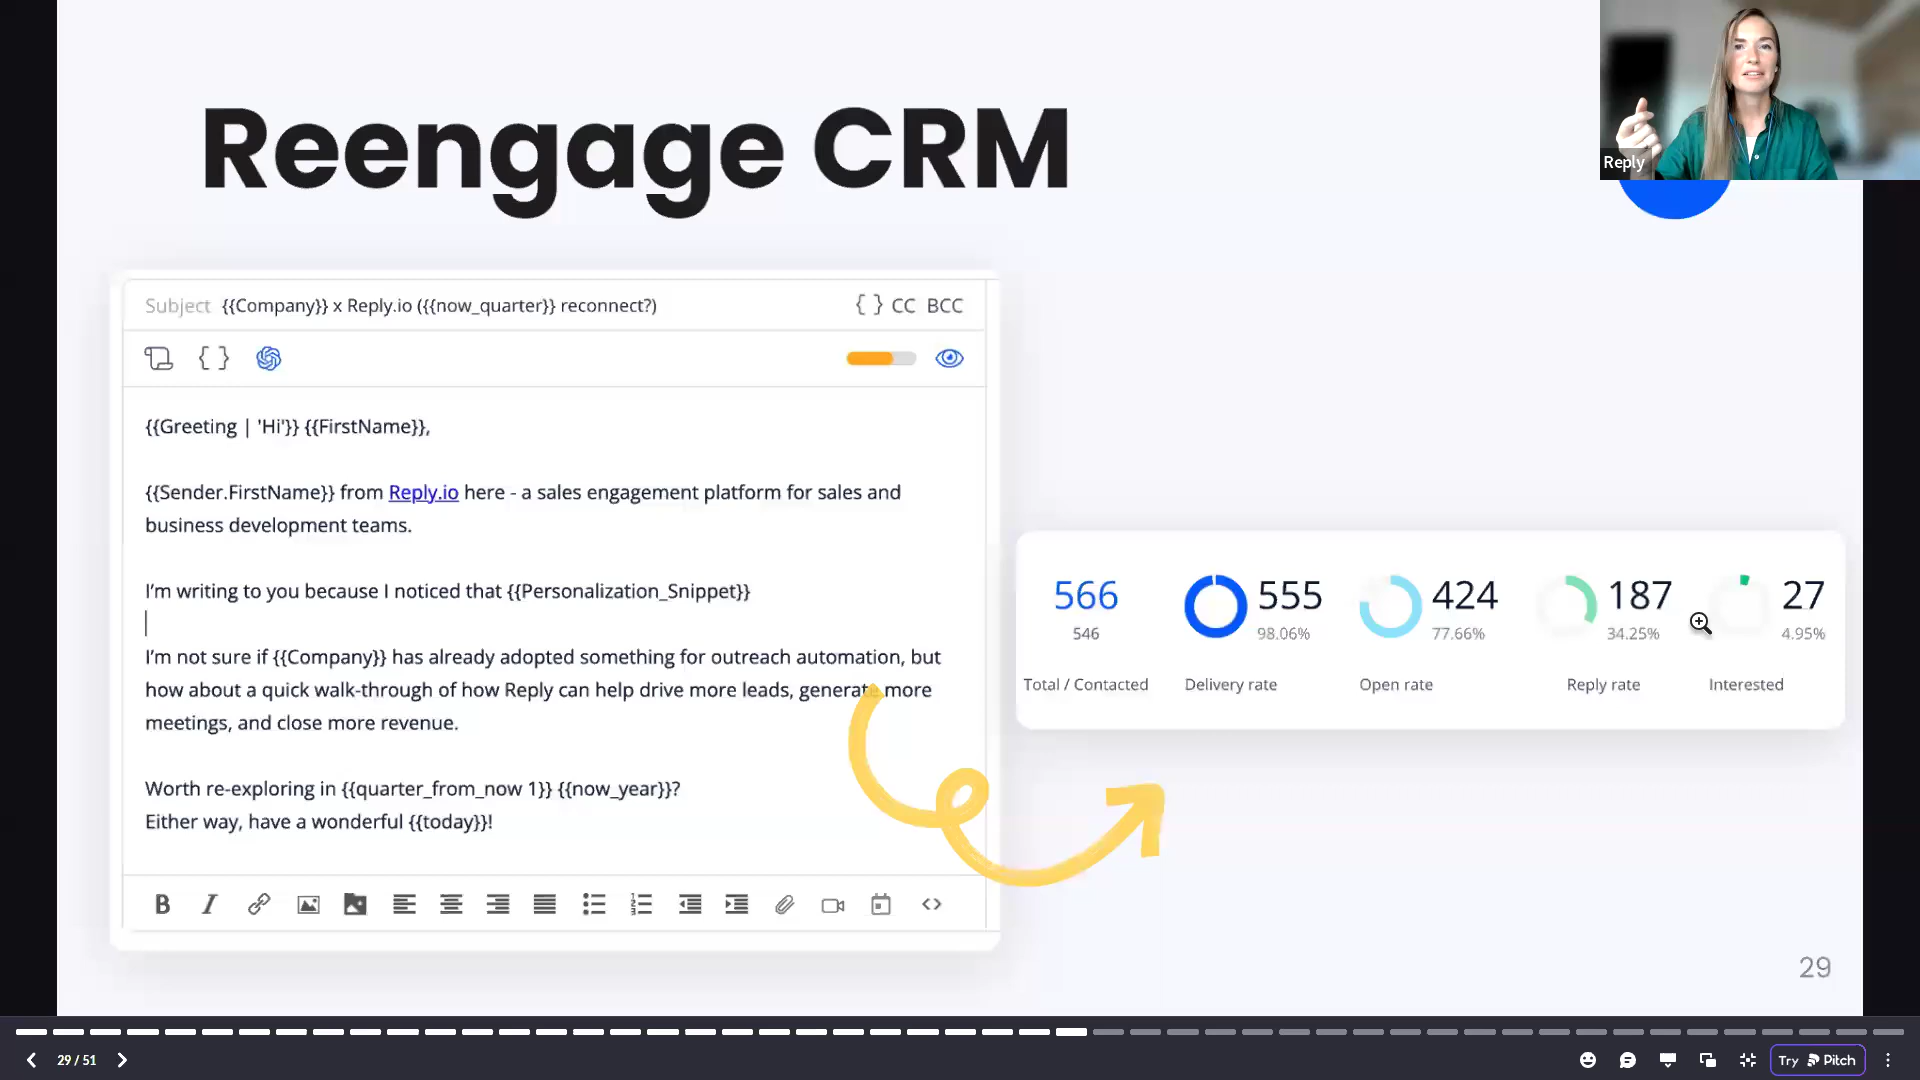 Reengage CRM
Reply
Subject {{Company}} x Reply.io ({{now_quarter}} reconnect?) { } CC BCC
{ }
{{Greeting | 'Hi'}} {{FirstName}},
{{Sender.FirstName}} from Reply.io here - a sales engagement platform for sales and
business development teams.
I'm writing to you because I noticed that {{Personalization_Snippet}}
I'm not sure if {{Company}} has already adopted something for outreach automation, but
how about a quick walk-through of how Reply can help drive more leads, generate more
meetings, and close more revenue.
Worth re-exploring in {{quarter_from_now 1}} {{now_year}}?
Either way, have a wonderful {{today}}!
B I
566 555 424 187 27
546 98.06% 77.66% 34.25% 4.95%
Total / Contacted Delivery rate Open rate Reply rate Interested
29
29 / 51
Try Pitch